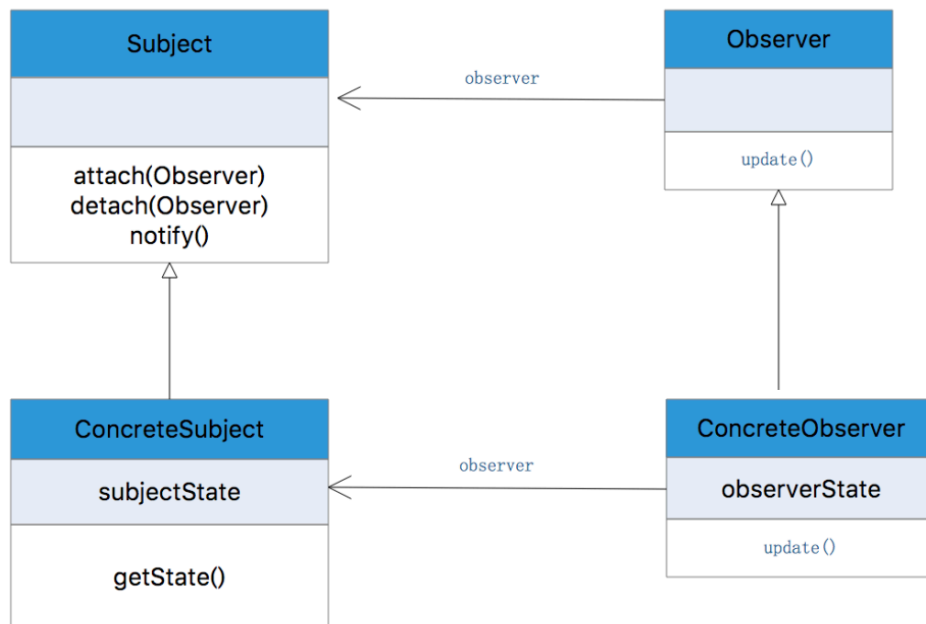 Subject
attach(Observer)
detach(Observer)
notify()
observer
Observer
update()
ConcreteSubject
subjectState
getState()
observer
ConcreteObserver
observerState
update()